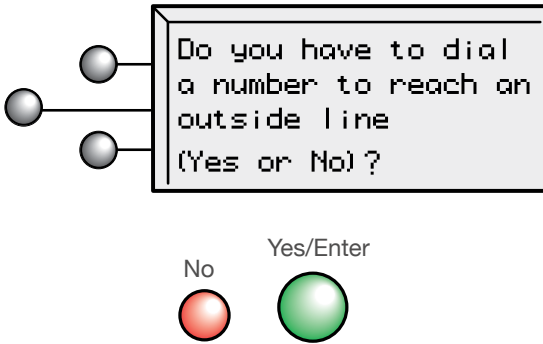 Do you have to dial
a number to reach an
outside line
(Yes or No)?
Yes/Enter
No